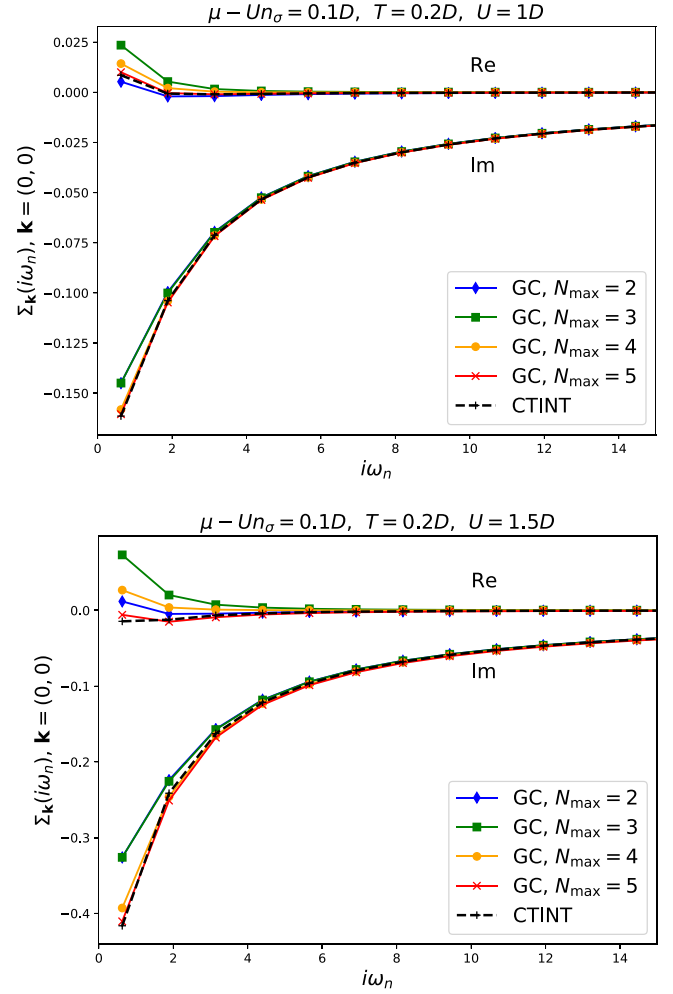 μ − Unσ = 0.1D, T = 0.2D, U = 1D
0.025
0.000
−0.025
−0.050
−0.075
−0.100
−0.125
−0.150
Σk(iωn), k = (0, 0)
Re
Im
GC, Nmax = 2
GC, Nmax = 3
GC, Nmax = 4
GC, Nmax = 5
CTINT
0 2 4 6 8 10 12 14
iωn
μ − Unσ = 0.1D, T = 0.2D, U = 1.5D
0.0
−0.1
−0.2
−0.3
−0.4
Σk(iωn), k = (0, 0)
Re
Im
GC, Nmax = 2
GC, Nmax = 3
GC, Nmax = 4
GC, Nmax = 5
CTINT
0 2 4 6 8 10 12 14
iωn